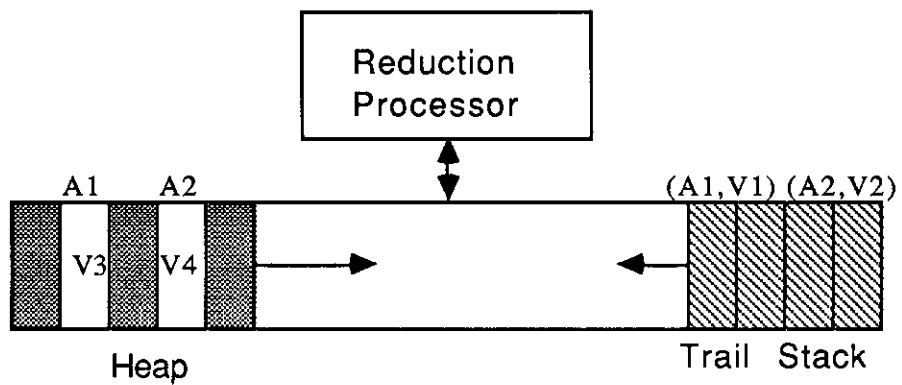 Reduction
Processor
A1 A2 (A1,V1) (A2,V2)
V3 V4
Heap Trail Stack